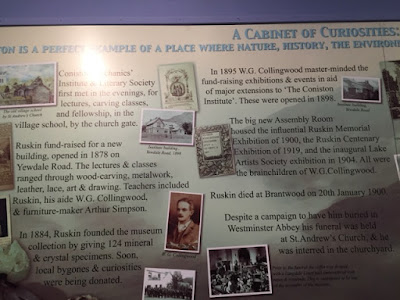 A CABINET OF CURIOSITIES:
TON IS A PERFECT EXAMPLE OF A PLACE WHERE NATURE, HISTORY, THE ENVIRONM
Coniston Mechanics'
Institute & Literary Society
first met in the evenings, for
lectures, carving classes,
and fellowship, in the
village school, by the church gate.
Ruskin fund-raised for a new
building, opened in 1878 on
Yewdale Road. The lectures & classes
ranged through wood-carving, metalwork,
leather, lace, art & drawing. Teachers included
Ruskin, his aide W.G. Collingwood,
& furniture-maker Arthur Simpson.
In 1884, Ruskin founded the museum
collection by giving 124 mineral
& crystal specimens. Soon,
local bygones & curiosities
were being donated.
In 1895 W.G. Collingwood master-minded the
fund-raising exhibitions & events in aid
of major extensions to 'The Coniston
Institute'. These were opened in 1898.
The big new Assembly Room
housed the influential Ruskin Memorial
Exhibition of 1900, the Ruskin Centenary
Exhibition of 1919, and the inaugural Lake
Artists Society exhibition in 1904. All were
the brainchildren of W.G.Collingwood.
Ruskin died at Brantwood on 20th January 1900.
Despite a campaign to have him buried in
Westminster Abbey his funeral was held
at St.Andrew's Church, & he
was interred in the churchyard